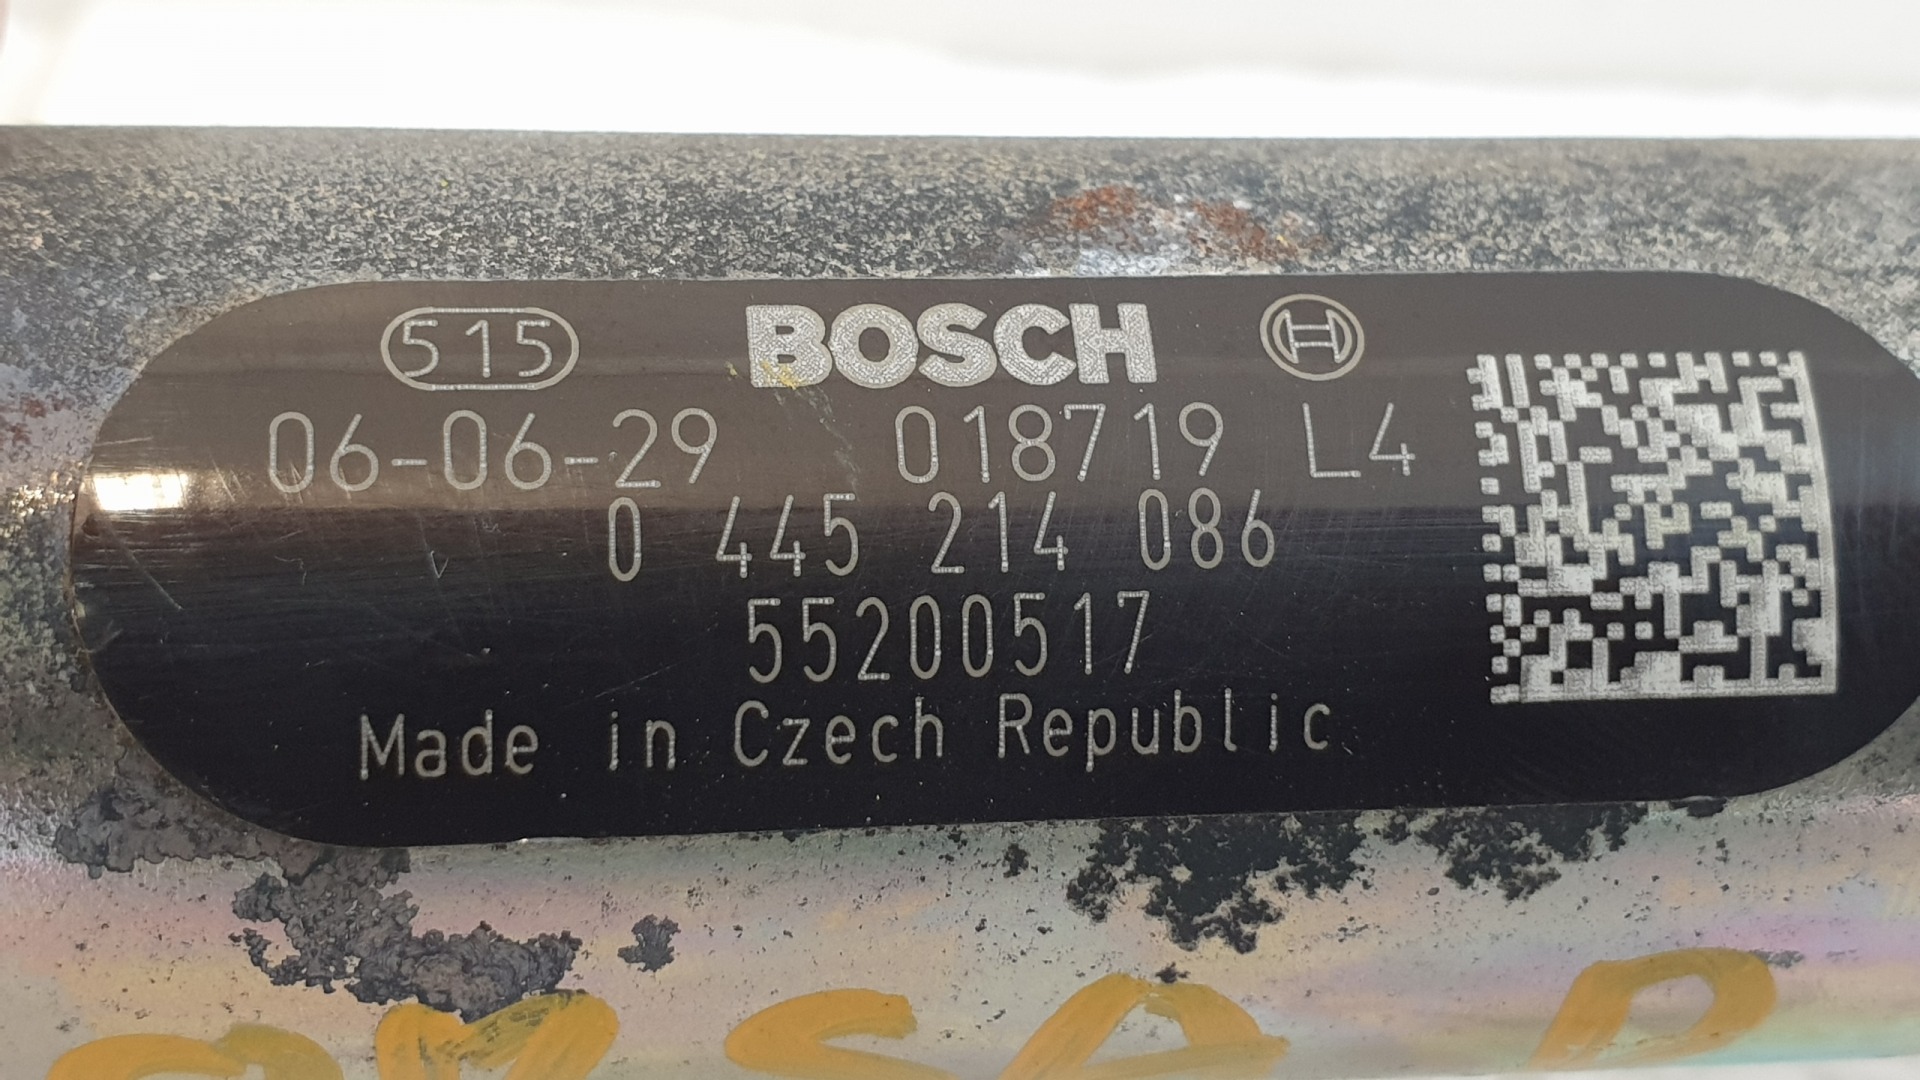 515 BOSCH
06-06-29 018719 L4
0 445 214 086
55200517
Made in Czech Republic